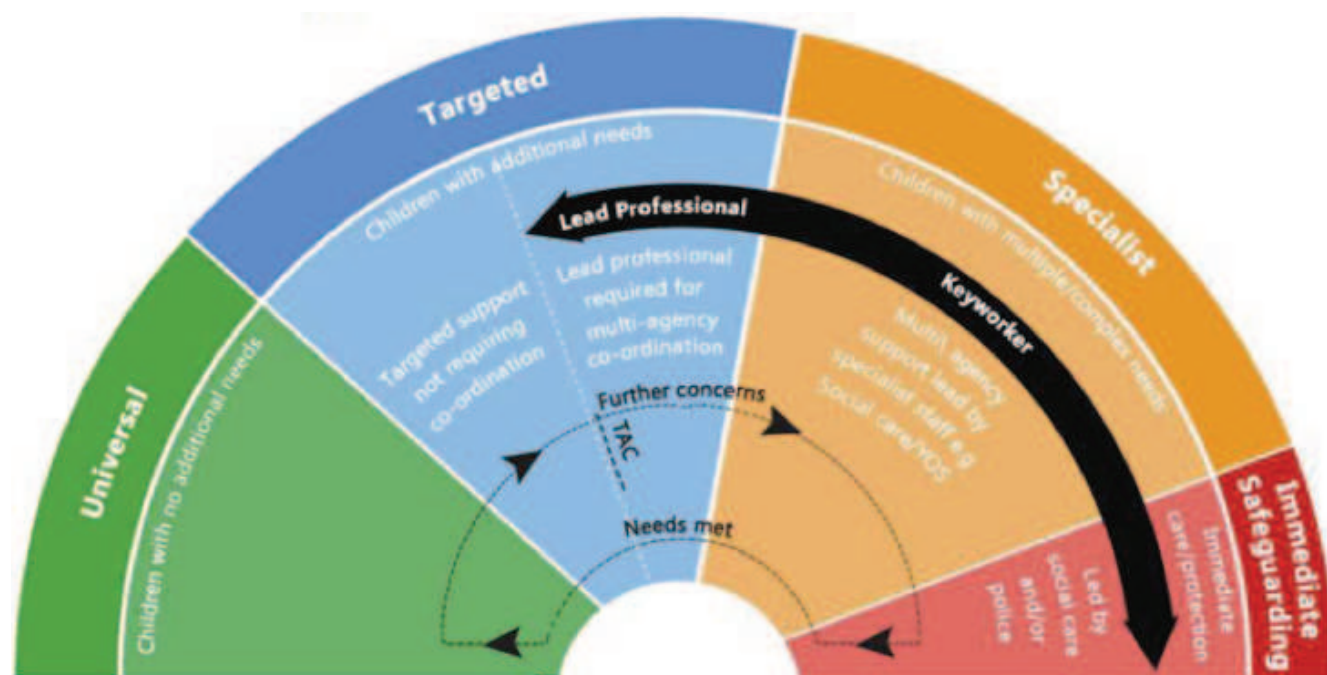 Universal
Children with no additional needs
Targeted
Children with additional needs
Targeted support
not requiring
co-ordination
Lead professional
required for
multi-agency
co-ordination
Lead Professional
Keyworker
Specialist
Children with multiple/complex needs
Multi agency
support lead by
specialist staff e.g
Social care/YOS
Immediate
Safeguarding
Immediate
care/protection
Led by
social care
and/or
police
Further concerns
TAC
Needs met